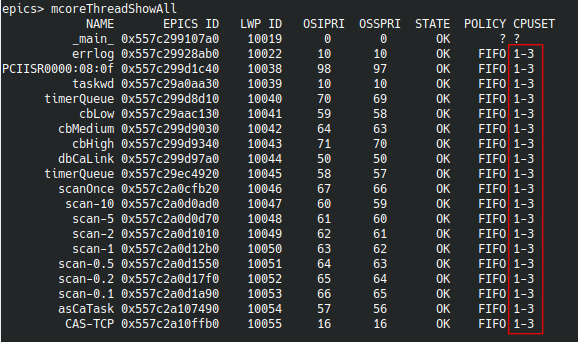 epics> mcoreThreadShowAll
NAME EPICS ID LWP ID OSIPRI OSSPRI STATE POLICY CPUSET
_main_ 0x557c299107a0 10019 0 0 OK ? ?
errlog 0x557c29928ab0 10022 10 10 OK FIFO 1-3
PCIISR0000:08:0f 0x557c299d1c40 10038 98 97 OK FIFO 1-3
taskwd 0x557c29a0aa30 10039 10 10 OK FIFO 1-3
timerQueue 0x557c299d8d10 10040 70 69 OK FIFO 1-3
cbLow 0x557c29aac130 10041 59 58 OK FIFO 1-3
cbMedium 0x557c299d9030 10042 64 63 OK FIFO 1-3
cbHigh 0x557c299d9340 10043 71 70 OK FIFO 1-3
dbCaLink 0x557c299d97a0 10044 50 50 OK FIFO 1-3
timerQueue 0x557c29ec4920 10045 58 57 OK FIFO 1-3
scanOnce 0x557c2a0cfb20 10046 67 66 OK FIFO 1-3
scan-10 0x557c2a0d0ad0 10047 60 59 OK FIFO 1-3
scan-5 0x557c2a0d0d70 10048 61 60 OK FIFO 1-3
scan-2 0x557c2a0d1010 10049 62 61 OK FIFO 1-3
scan-1 0x557c2a0d12b0 10050 63 62 OK FIFO 1-3
scan-0.5 0x557c2a0d1550 10051 64 63 OK FIFO 1-3
scan-0.2 0x557c2a0d17f0 10052 65 64 OK FIFO 1-3
scan-0.1 0x557c2a0d1a90 10053 66 65 OK FIFO 1-3
asCaTask 0x557c2a107490 10054 57 56 OK FIFO 1-3
CAS-TCP 0x557c2a10ffb0 10055 16 16 OK FIFO 1-3